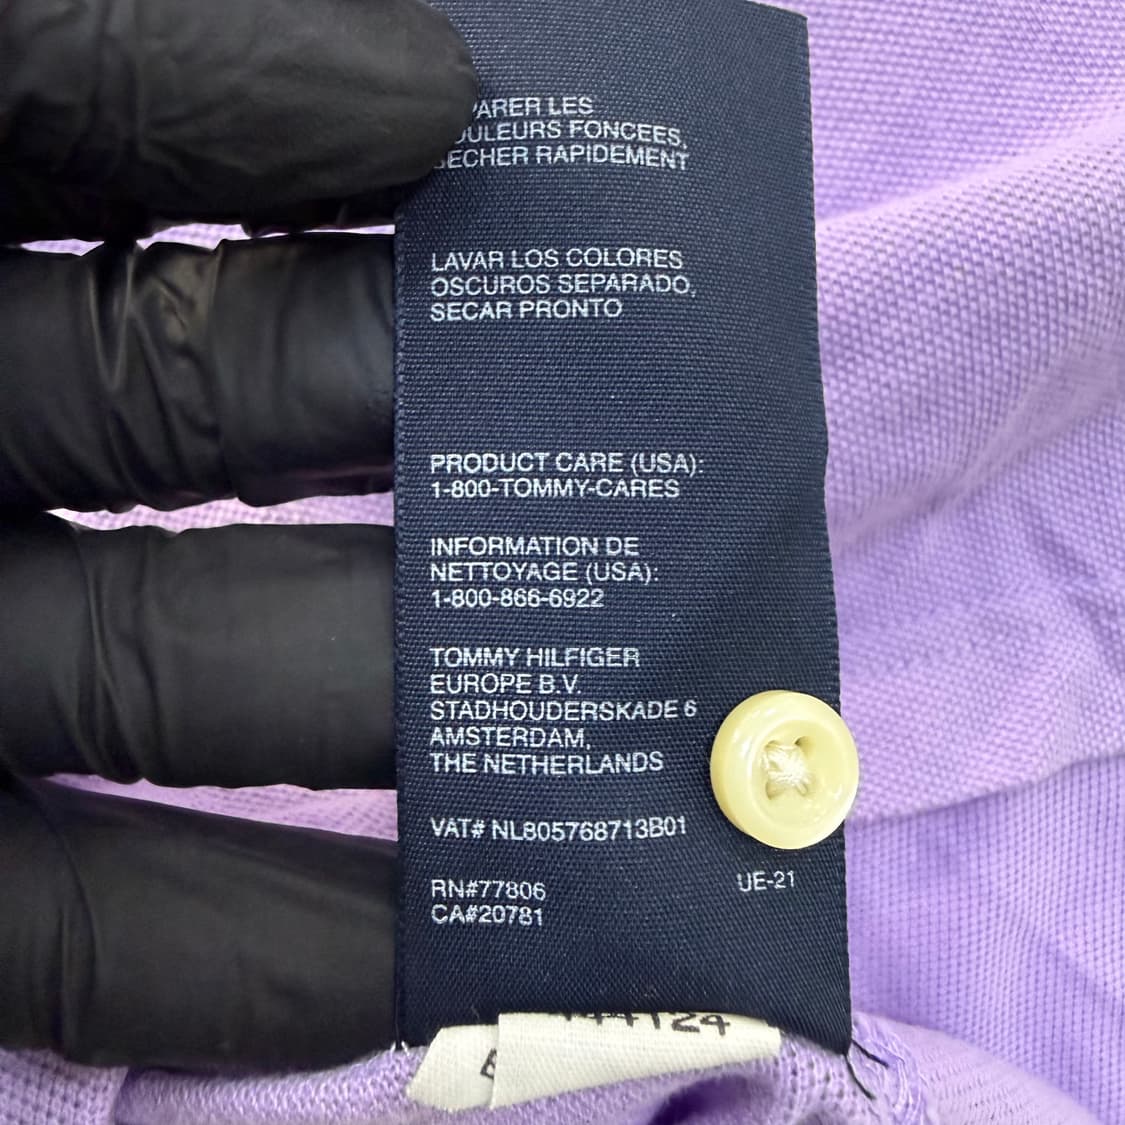 LES
FONCEES,
SECHER RAPIDEMENT
LAVAR LOS COLORES
OSCUROS SEPARADO,
SECAR PRONTO
PRODUCT CARE (USA):
1-800-TOMMY-CARES
INFORMATION DE
NETTOYAGE (USA):
1-800-866-6922
TOMMY HILFIGER
EUROPE B.V.
STADHOUDERSKADE 6
AMSTERDAM,
THE NETHERLANDS
VAT# NL805768713B01
UE-21
RN#77806
CA#20781